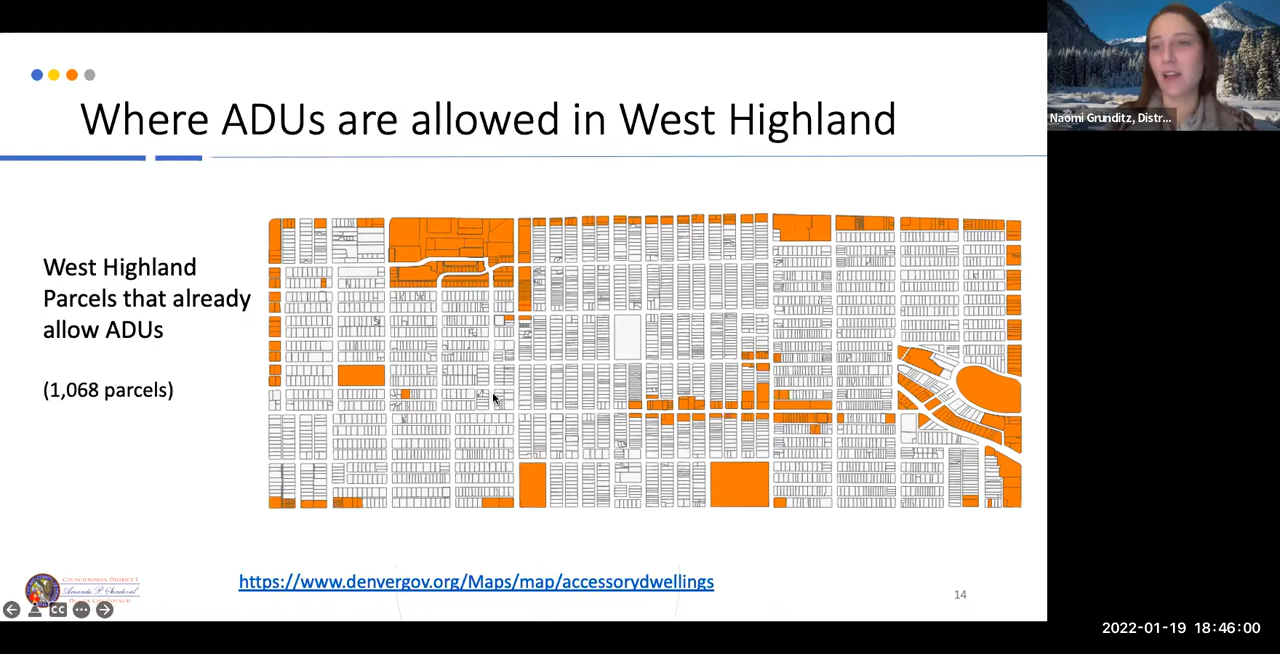 Where ADUs are allowed in West Highland
Naomi Grunditz, Distr...
West Highland
Parcels that already
allow ADUs
(1,068 parcels)
https://www.denvergov.org/Maps/map/accessorydwellings
CC
14
2022-01-19 18:46:00